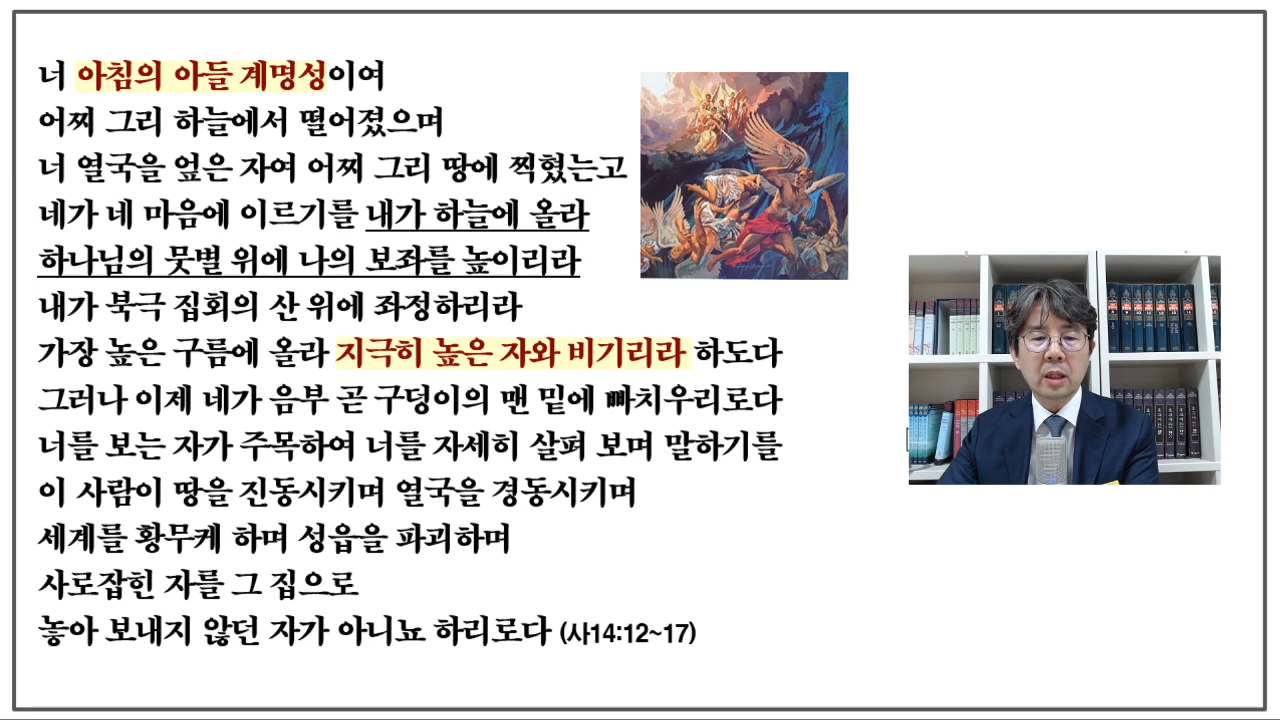 너 아침의 아들 계명성이여
어찌 그리 하늘에서 떨어졌으며
너 열국을 엎은 자여 어찌 그리 땅에 찍혔는고
네가 네 마음에 이르기를 내가 하늘에 올라
하나님의 뭇별 위에 나의 보좌를 높이리라
내가 북극 집회의 산 위에 좌정하리라
가장 높은 구름에 올라 지극히 높은 자와 비기리라 하도다
그러나 이제 네가 음부 곧 구덩이의 맨 밑에 빠치우리로다
너를 보는 자가 주목하여 너를 자세히 살펴 보며 말하기를
이 사람이 땅을 진동시키며 열국을 경동시키며
세계를 황무케 하며 성읍을 파괴하며
사로잡힌 자를 그 집으로
놓아 보내지 않던 자가 아니뇨 하리로다 (사14:12~17)